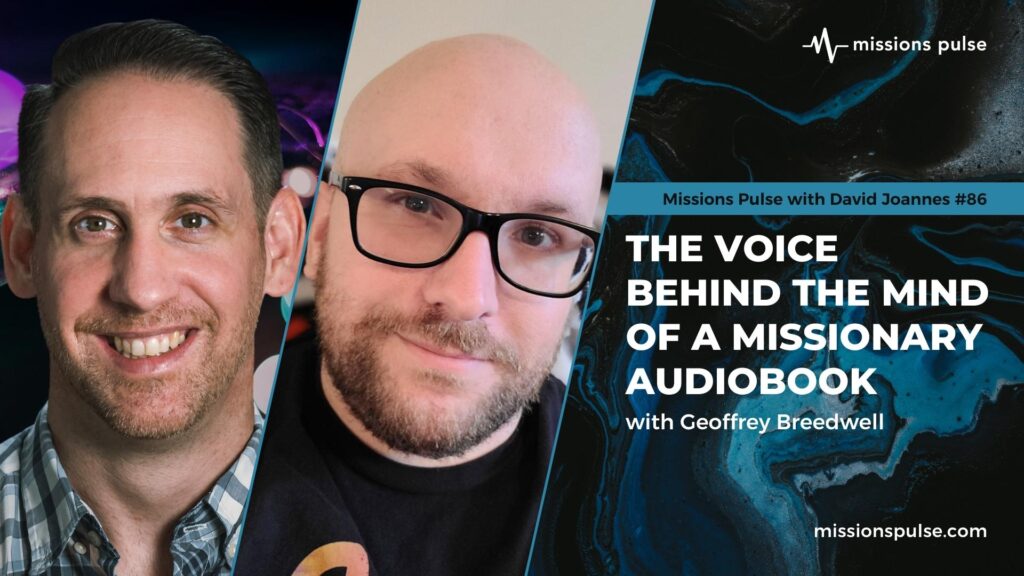 missions pulse
Missions Pulse with David Joannes #86
THE VOICE
BEHIND THE MIND
OF A MISSIONARY
AUDIOBOOK
with Geoffrey Breedwell
missionspulse.com